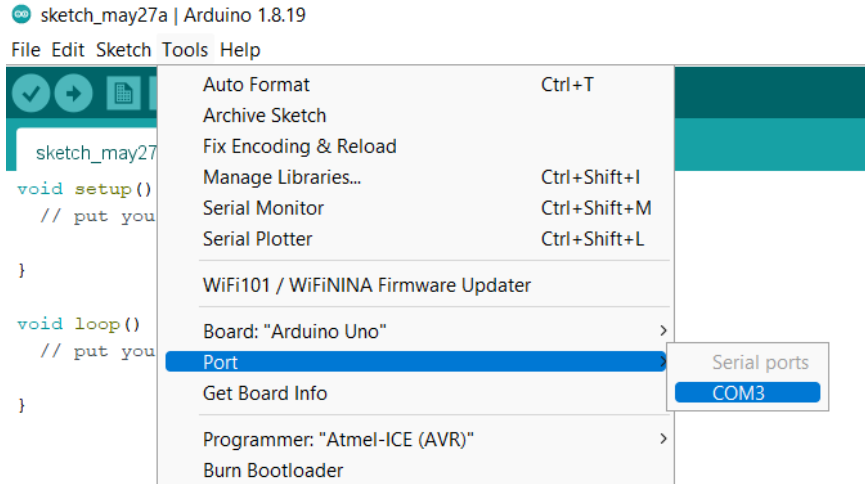 sketch_may27a | Arduino 1.8.19
File Edit Sketch Tools Help
Auto Format Ctrl+T
Archive Sketch
Fix Encoding & Reload
sketch_may27
Manage Libraries... Ctrl+Shift+I
void setup()
Serial Monitor Ctrl+Shift+M
// put you
Serial Plotter Ctrl+Shift+L
}
WiFi101 / WiFiNINA Firmware Updater
void loop()
Board: "Arduino Uno"
// put you
Port
Serial ports
Get Board Info
COM3
}
Programmer: "Atmel-ICE (AVR)"
Burn Bootloader